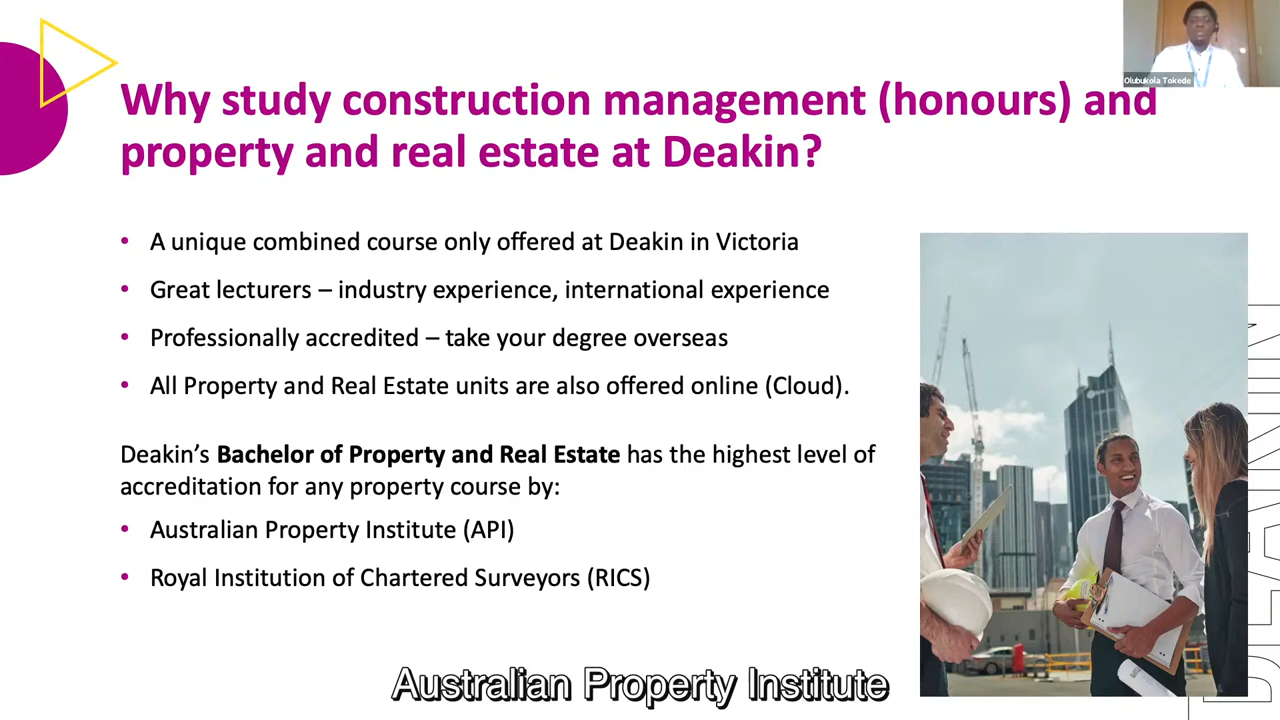 Olubukola Tokede
Why study construction management (honours) and
property and real estate at Deakin?
• A unique combined course only offered at Deakin in Victoria
• Great lecturers – industry experience, international experience
• Professionally accredited – take your degree overseas
• All Property and Real Estate units are also offered online (Cloud).
Deakin’s Bachelor of Property and Real Estate has the highest level of
accreditation for any property course by:
• Australian Property Institute (API)
• Royal Institution of Chartered Surveyors (RICS)
DEAKIN
Australian Property Institute